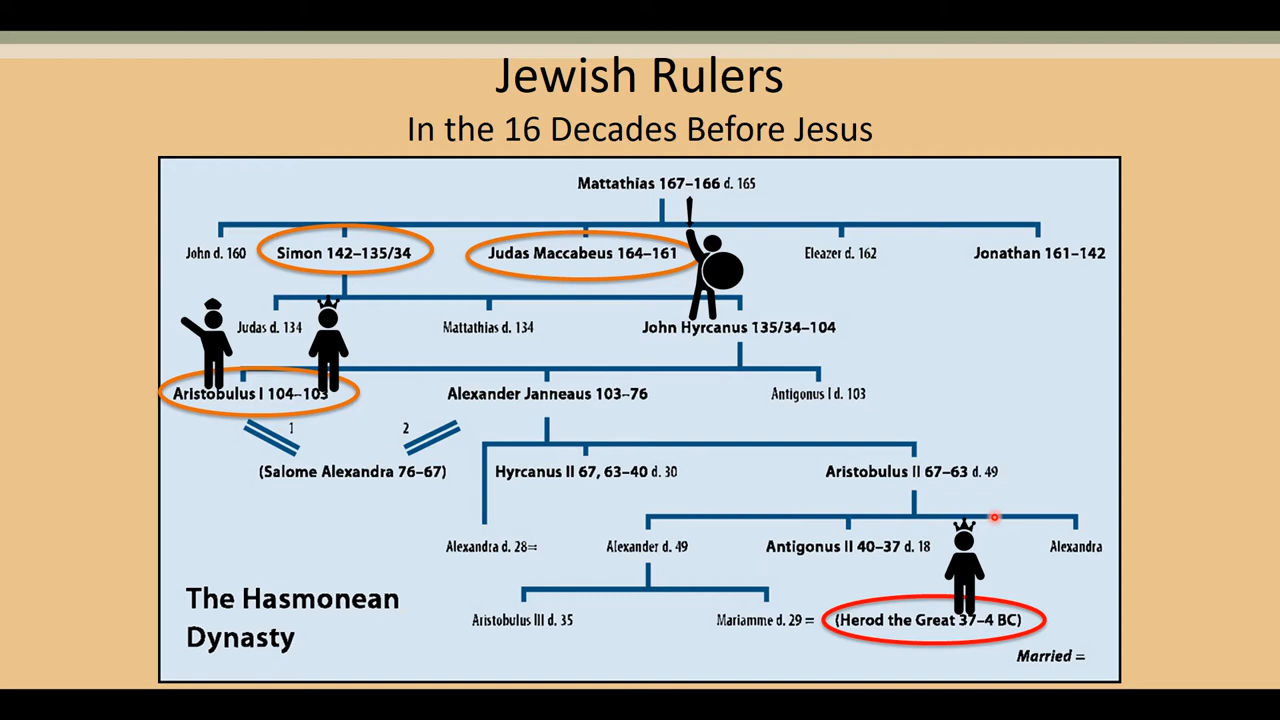 Jewish Rulers
In the 16 Decades Before Jesus
Mattathias 167–166 d. 165
John d. 160
Simon 142–135/34
Judas Maccabeus 164–161
Eleazer d. 162
Jonathan 161–142
Judas d. 134
Mattathias d. 134
John Hyrcanus 135/34–104
Aristobulus I 104–103
Alexander Janneaus 103–76
Antigonus I d. 103
1
2
(Salome Alexandra 76–67)
Hyrcanus II 67, 63–40 d. 30
Aristobulus II 67–63 d. 49
Alexandra d. 28=
Alexander d. 49
Antigonus II 40–37 d. 18
Alexandra
The Hasmonean
Dynasty
Aristobulus III d. 35
Mariamme d. 29 =
(Herod the Great 37–4 BC)
Married =